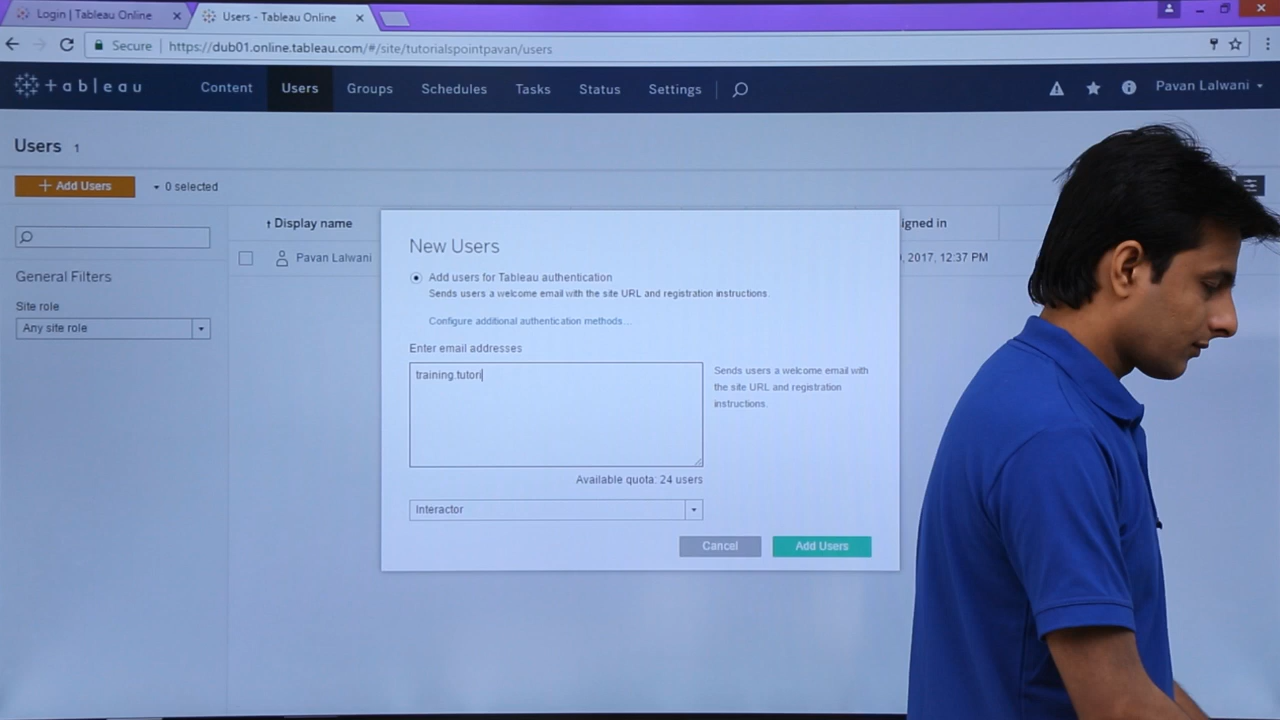 Login | Tableau Online
Users - Tableau Online
Secure
https://dub01.online.tableau.com/#/site/tutorialspointpavan/users
+ableau
Content
Users
Groups
Schedules
Tasks
Status
Settings
Pavan Lalwani
Users 1
+ Add Users
0 selected
↑ Display name
igned in
Pavan Lalwani
, 2017, 12:37 PM
General Filters
Site role
Any site role
New Users
Add users for Tableau authentication
Sends users a welcome email with the site URL and registration instructions.
Configure additional authentication methods...
Enter email addresses
training.tutori
Sends users a welcome email with
the site URL and registration
instructions.
Available quota: 24 users
Interactor
Cancel
Add Users